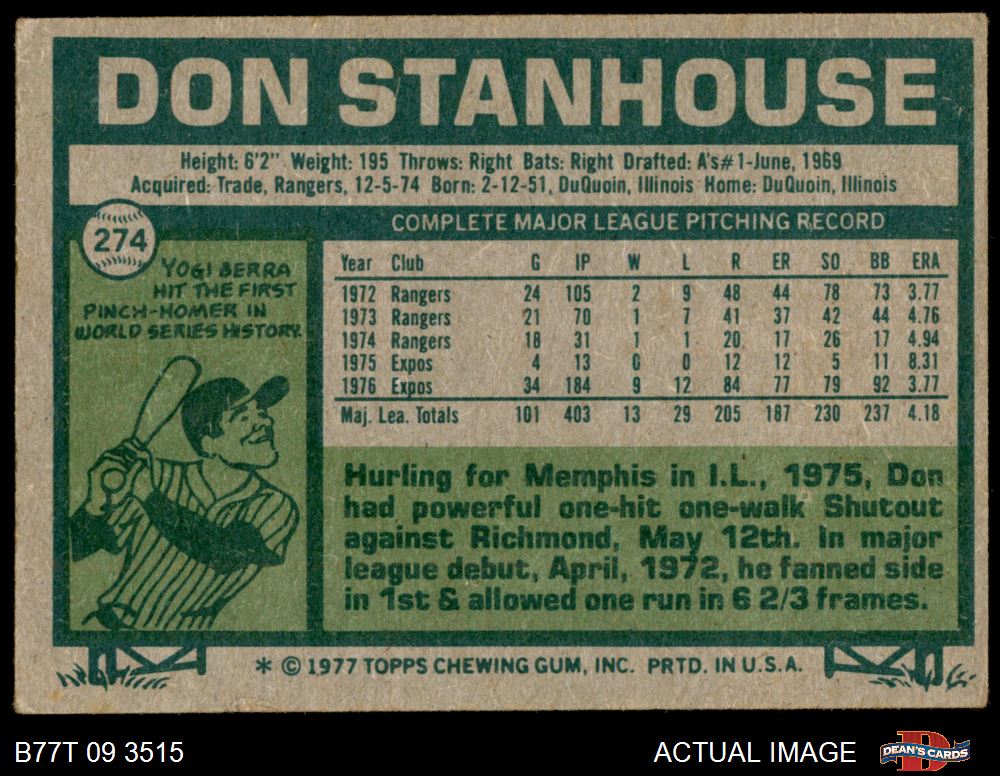 DON STANHOUSE
Height: 6'2" Weight: 195 Throws: Right Bats: Right Drafted: A's#1-June, 1969
Acquired: Trade, Rangers, 12-5-74 Born: 2-12-51, DuQuoin, Illinois Home: DuQuoin, Illinois
274
YOGI BERRA
HIT THE FIRST
PINCH-HOMER IN
WORLD SERIES HISTORY.
COMPLETE MAJOR LEAGUE PITCHING RECORD
Year Club G IP W L R ER SO BB ERA
1972 Rangers 24 105 2 9 48 44 78 73 3.77
1973 Rangers 21 70 1 7 41 37 42 44 4.76
1974 Rangers 18 31 1 1 20 17 26 17 4.94
1975 Expos 4 13 0 0 12 12 5 11 8.31
1976 Expos 34 184 9 12 84 77 79 92 3.77
Maj. Lea. Totals 101 403 13 29 205 187 230 237 4.18
Hurling for Memphis in I.L., 1975, Don
had powerful one-hit one-walk Shutout
against Richmond, May 12th. In major
league debut, April, 1972, he fanned side
in 1st & allowed one run in 6 2/3 frames.
* © 1977 TOPPS CHEWING GUM, INC. PRTD. IN U.S.A.
B77T 09 3515
ACTUAL IMAGE
DEAN'S CARDS